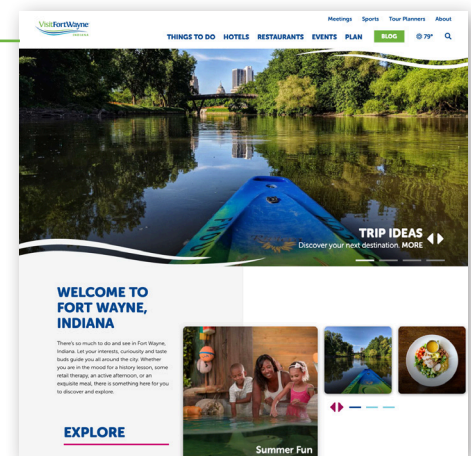 VisitFortWayne
Meetings Sports Tour Planners About
THINGS TO DO HOTELS RESTAURANTS EVENTS PLAN BLOG 79°
TRIP IDEAS
Discover your next destination. MORE
WELCOME TO
FORT WAYNE,
INDIANA
There's so much to do and see in Fort Wayne,
Indiana. Let your interests, curiousity and taste
buds guide you all around the city. Whether
you are in the mood for a history lesson, some
retail therapy, an active afternoon, or an
exquisite meal, there is something here for you
to discover and explore.
EXPLORE
Summer Fun